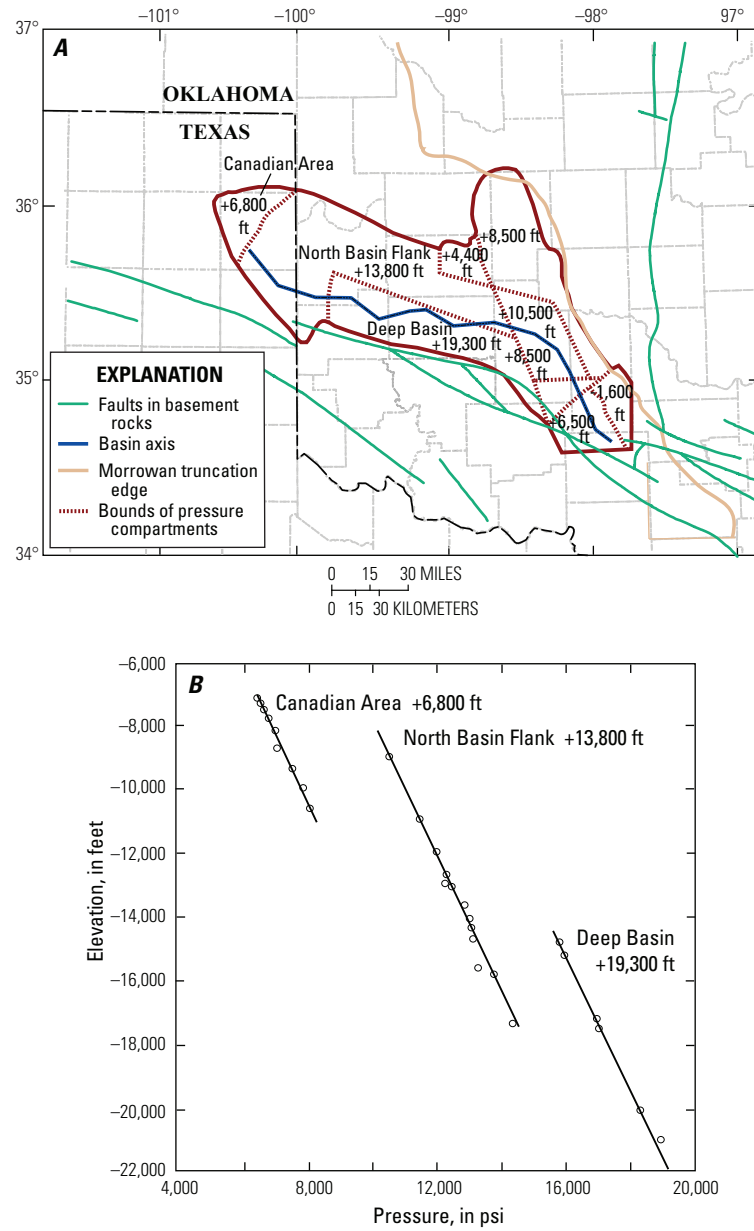 –101° –100° –99° –98° 97°
37°
A
OKLAHOMA
TEXAS
Canadian Area
+6,800
ft
36°
+8,500 ft
North Basin Flank
+13,800 ft
+4,400
ft
+10,500
ft
Deep Basin
+19,300 ft
+8,500
ft
35°
1,600
ft
+6,500
ft
EXPLANATION
Faults in basement
rocks
Basin axis
Morrowan truncation
edge
Bounds of pressure
compartments
34°
0 15 30 MILES
0 15 30 KILOMETERS
B
–6,000
–8,000
–10,000
–12,000
–14,000
–16,000
–18,000
–20,000
–22,000
Elevation, in feet
Canadian Area +6,800 ft
North Basin Flank +13,800 ft
Deep Basin
+19,300 ft
4,000 8,000 12,000 16,000 20,000
Pressure, in psi